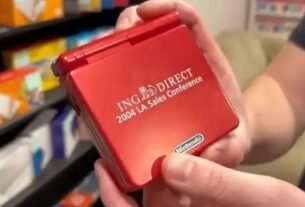 ING DIRECT
2004 LA Sales Conference
Nintendo